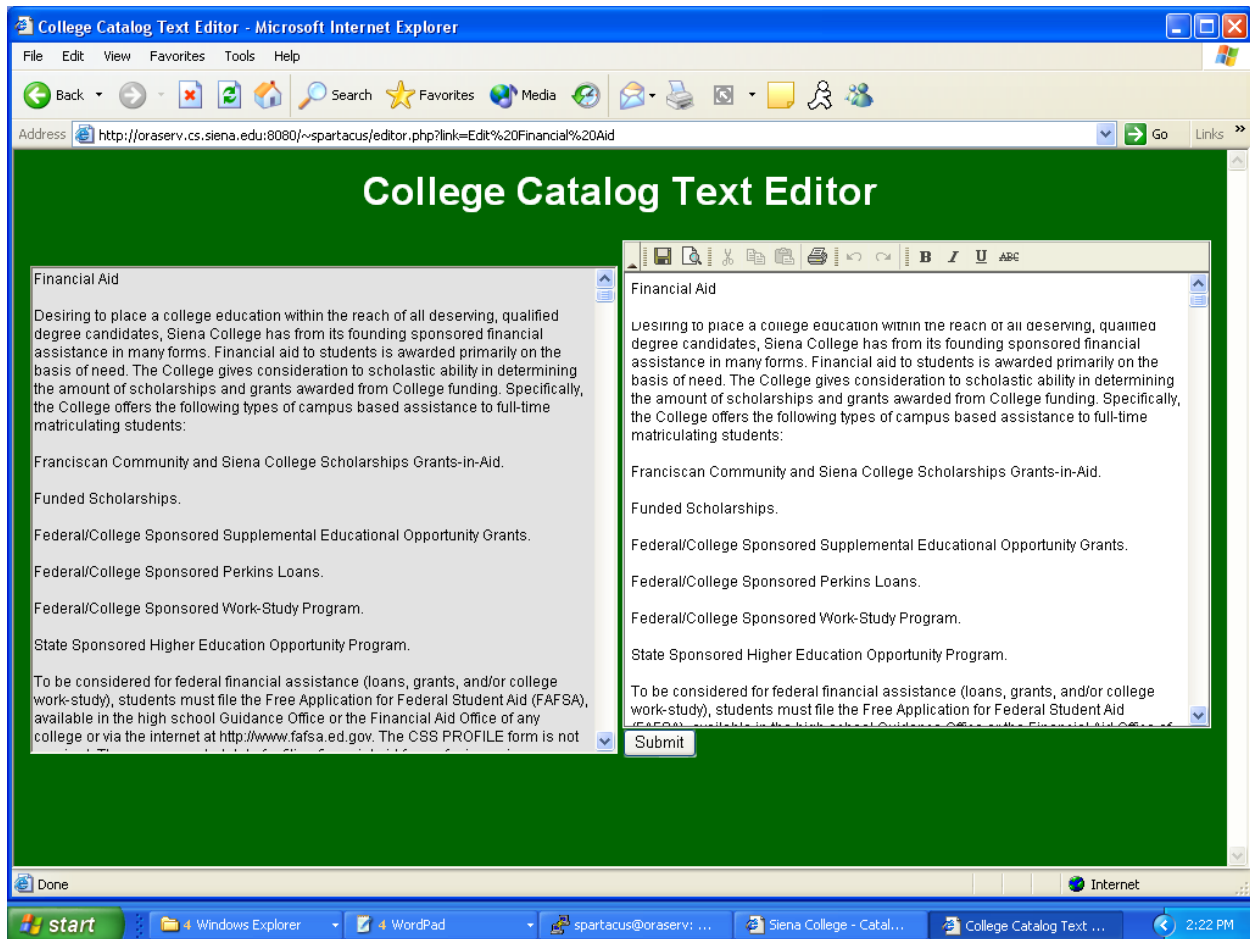 College Catalog Text Editor - Microsoft Internet Explorer
File Edit View Favorites Tools Help
Back Search Favorites Media
Address http://oraserv.cs.siena.edu:8080/~spartacus/editor.php?link=Edit%20Financial%20Aid Go Links »
College Catalog Text Editor
Financial Aid
Desiring to place a college education within the reach of all deserving, qualified
degree candidates, Siena College has from its founding sponsored financial
assistance in many forms. Financial aid to students is awarded primarily on the
basis of need. The College gives consideration to scholastic ability in determining
the amount of scholarships and grants awarded from College funding. Specifically,
the College offers the following types of campus based assistance to full-time
matriculating students:
Franciscan Community and Siena College Scholarships Grants-in-Aid.
Funded Scholarships.
Federal/College Sponsored Supplemental Educational Opportunity Grants.
Federal/College Sponsored Perkins Loans.
Federal/College Sponsored Work-Study Program.
State Sponsored Higher Education Opportunity Program.
To be considered for federal financial assistance (loans, grants, and/or college
work-study), students must file the Free Application for Federal Student Aid (FAFSA),
available in the high school Guidance Office or the Financial Aid Office of any
college or via the internet at http://www.fafsa.ed.gov. The CSS PROFILE form is not
B I U ABC
Financial Aid
Desiring to place a college education within the reach of all deserving, qualified
degree candidates, Siena College has from its founding sponsored financial
assistance in many forms. Financial aid to students is awarded primarily on the
basis of need. The College gives consideration to scholastic ability in determining
the amount of scholarships and grants awarded from College funding. Specifically,
the College offers the following types of campus based assistance to full-time
matriculating students:
Franciscan Community and Siena College Scholarships Grants-in-Aid.
Funded Scholarships.
Federal/College Sponsored Supplemental Educational Opportunity Grants.
Federal/College Sponsored Perkins Loans.
Federal/College Sponsored Work-Study Program.
State Sponsored Higher Education Opportunity Program.
To be considered for federal financial assistance (loans, grants, and/or college
work-study), students must file the Free Application for Federal Student Aid
(FAFSA), available in the high school Guidance Office or the Financial Aid Office of
Submit
Done Internet
start 4 Windows Explorer 4 WordPad spartacus@oraserv: ... Siena College - Catal... College Catalog Text ... 2:22 PM